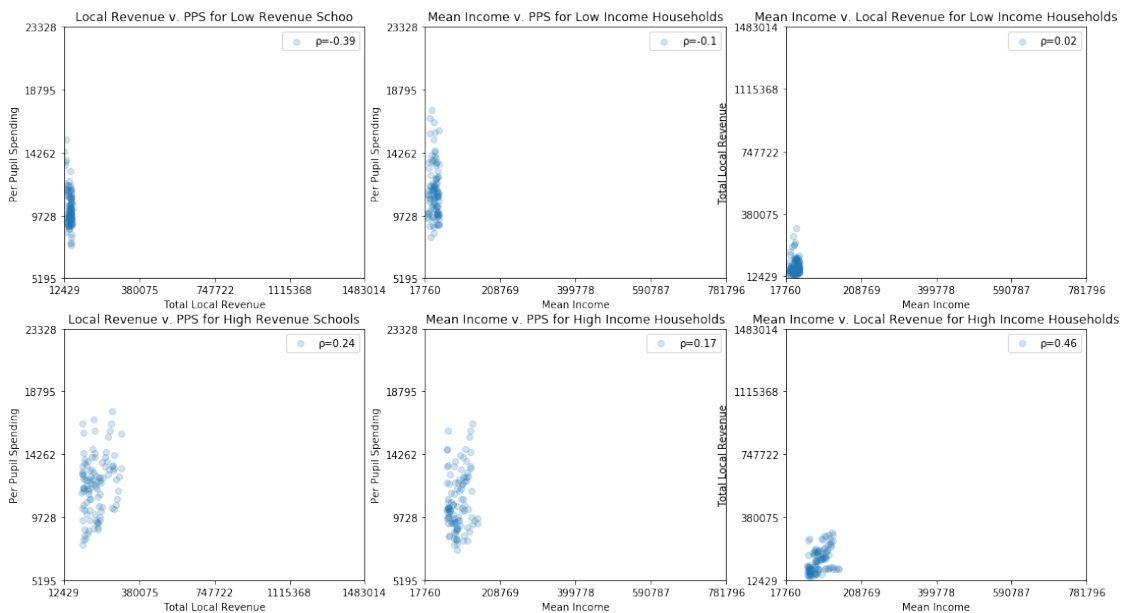 Local Revenue v. PPS for Low Revenue Schoo
23328
18795
14262
9728
5195
Per Pupil Spending
ρ=-0.39
12429 380075 747722 1115368 1483014
Total Local Revenue
Mean Income v. PPS for Low Income Households
23328
18795
14262
9728
5195
Per Pupil Spending
ρ=-0.1
17760 208769 399778 590787 781796
Mean Income
Mean Income v. Local Revenue for Low Income Households
1483014
1115368
747722
380075
12429
Total Local Revenue
ρ=0.02
17760 208769 399778 590787 781796
Mean Income
Local Revenue v. PPS for High Revenue Schools
23328
18795
14262
9728
5195
Per Pupil Spending
ρ=0.24
12429 380075 747722 1115368 1483014
Total Local Revenue
Mean Income v. PPS for High Income Households
23328
18795
14262
9728
5195
Per Pupil Spending
ρ=0.17
17760 208769 399778 590787 781796
Mean Income
Mean Income v. Local Revenue for High Income Households
1483014
1115368
747722
380075
12429
Total Local Revenue
ρ=0.46
17760 208769 399778 590787 781796
Mean Income